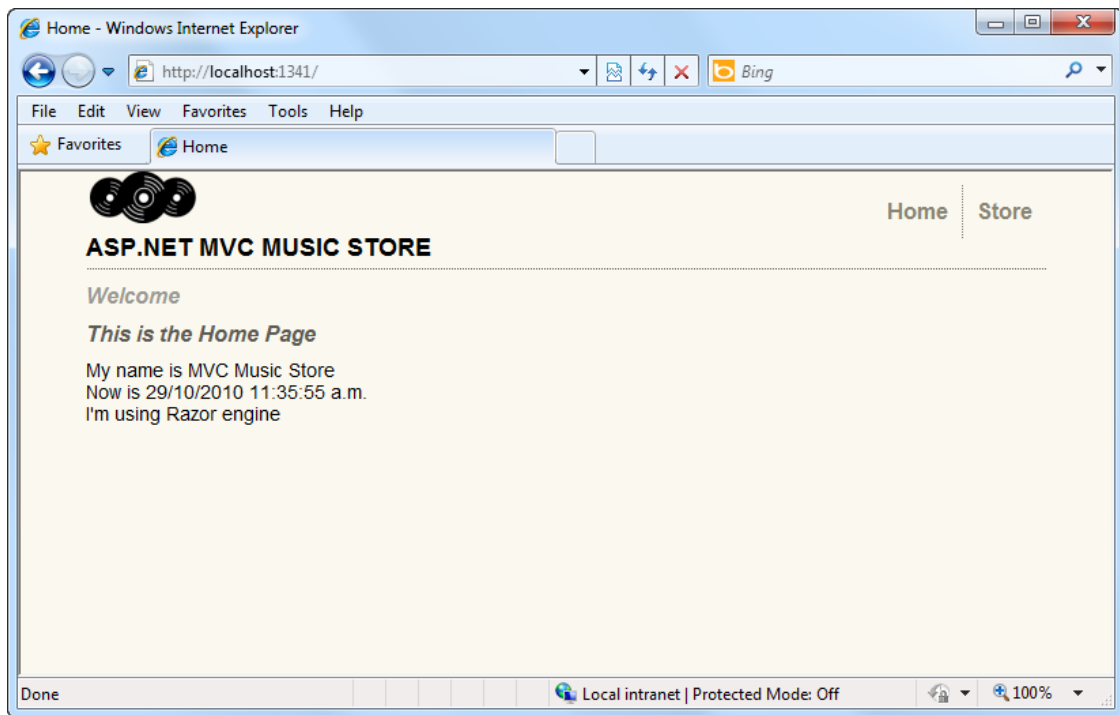 Home - Windows Internet Explorer
http://localhost:1341/
Bing
File Edit View Favorites Tools Help
Favorites
Home
Home Store
ASP.NET MVC MUSIC STORE
Welcome
This is the Home Page
My name is MVC Music Store
Now is 29/10/2010 11:35:55 a.m.
I'm using Razor engine
Done
Local intranet | Protected Mode: Off
100%